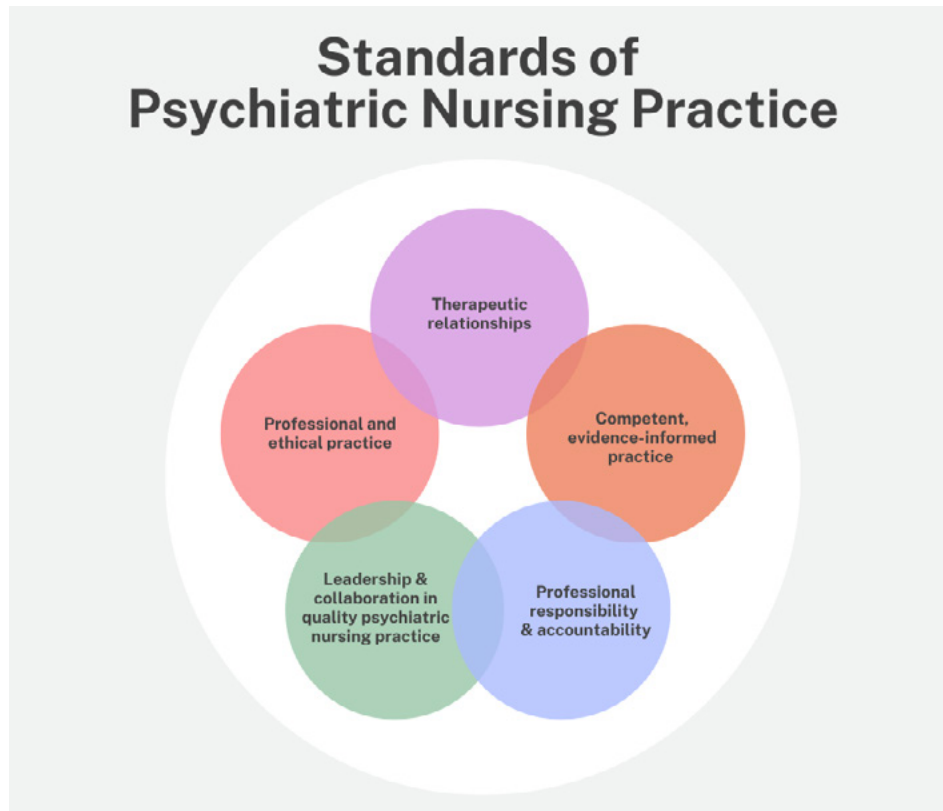 Standards of
Psychiatric Nursing Practice
Therapeutic
relationships
Professional and
ethical practice
Competent,
evidence-informed
practice
Leadership &
collaboration in
quality psychiatric
nursing practice
Professional
responsibility
& accountability